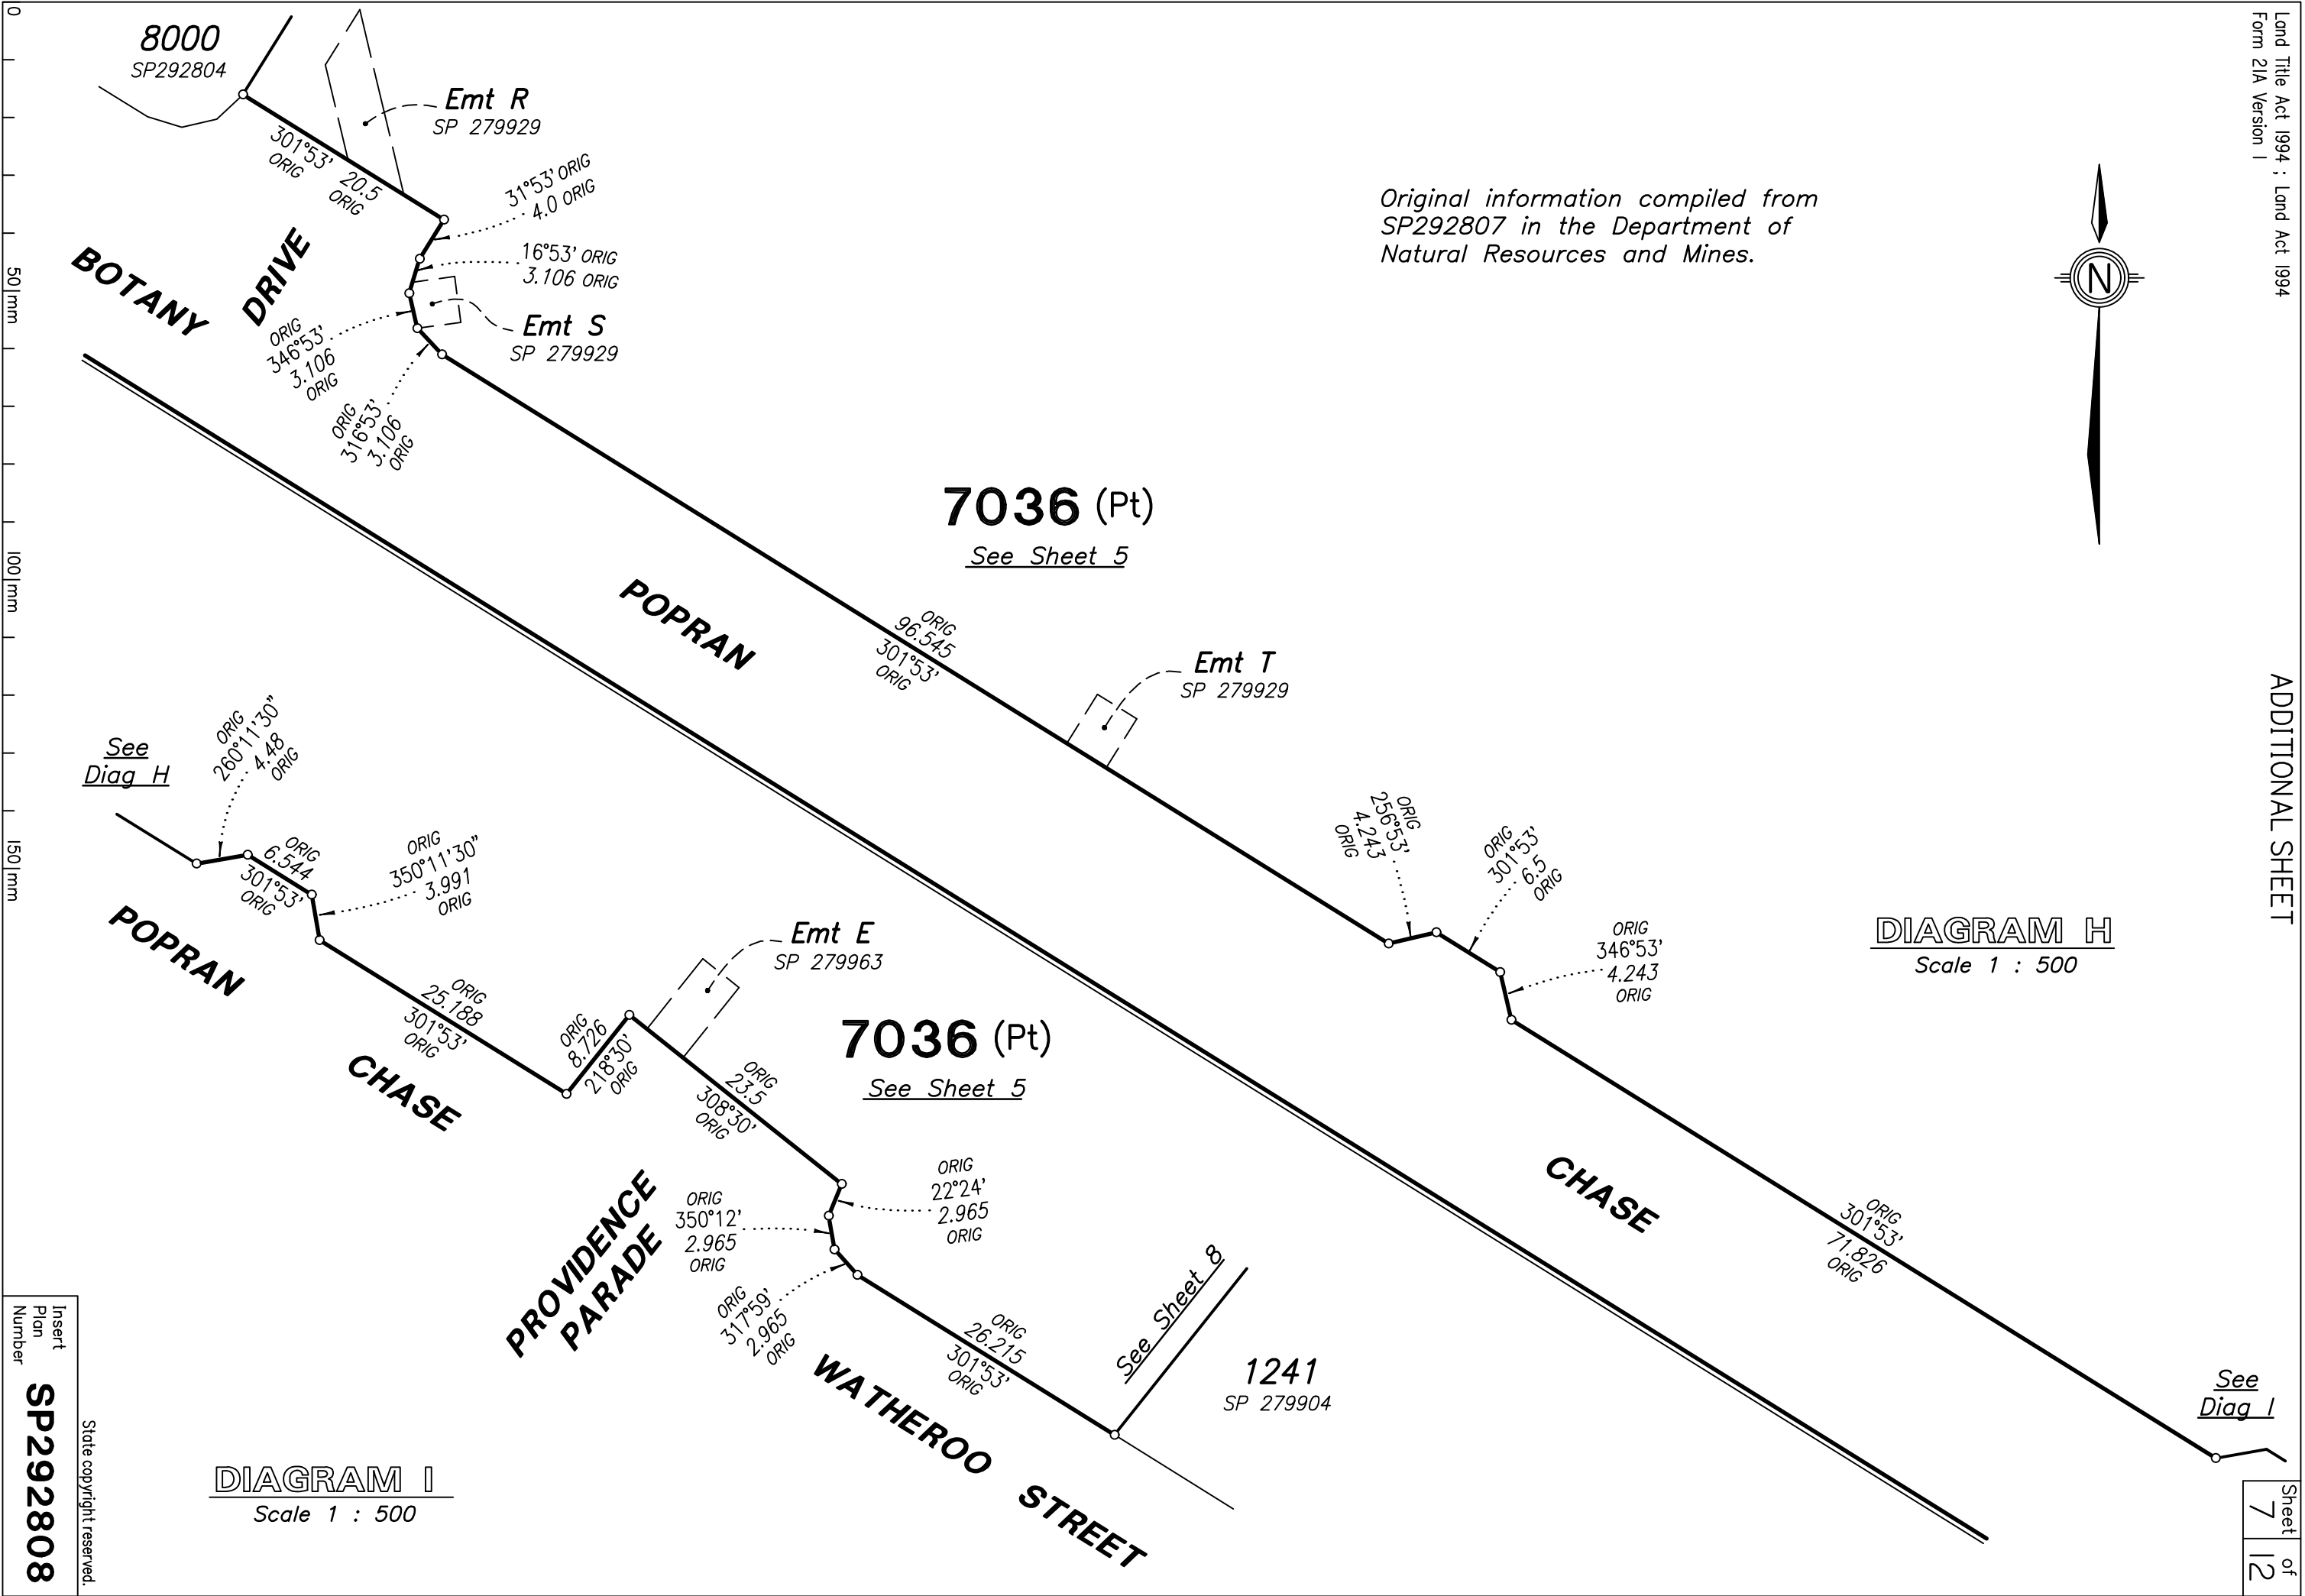 Land Title Act 1994 ; Land Act 1994
Form 21A Version 1
ADDITIONAL SHEET
Sheet
7
of
12
0
50 mm
100 mm
150 mm
8000
SP292804
Emt R
SP 279929
301°53'
ORIG
20.5
ORIG
31°53' ORIG
4.0 ORIG
16°53' ORIG
3.106 ORIG
Emt S
SP 279929
ORIG
346°53'
3.106
ORIG
ORIG
316°53'
3.106
ORIG
BOTANY
DRIVE
Original information compiled from
SP292807 in the Department of
Natural Resources and Mines.
N
7036 (Pt)
See Sheet 5
POPRAN
ORIG
96.545
301°53'
ORIG
Emt T
SP 279929
ORIG
256°53'
4.243
ORIG
ORIG
301°53'
6.5
ORIG
ORIG
346°53'
4.243
ORIG
DIAGRAM H
Scale 1 : 500
CHASE
ORIG
301°53'
71.826
ORIG
See
Diag I
See
Diag H
ORIG
260°11'30"
4.48
ORIG
ORIG
6.544
301°53'
ORIG
ORIG
350°11'30"
3.991
ORIG
POPRAN
CHASE
ORIG
25.188
301°53'
ORIG
Emt E
SP 279963
ORIG
8.726
218°30'
ORIG
7036 (Pt)
See Sheet 5
ORIG
23.5
308°30'
ORIG
ORIG
22°24'
2.965
ORIG
ORIG
350°12'
2.965
ORIG
ORIG
317°59'
2.965
ORIG
PROVIDENCE
PARADE
ORIG
26.215
301°53'
ORIG
See Sheet 8
1241
SP 279904
WATHEROO STREET
DIAGRAM I
Scale 1 : 500
State copyright reserved.
Insert
Plan
Number
SP292808